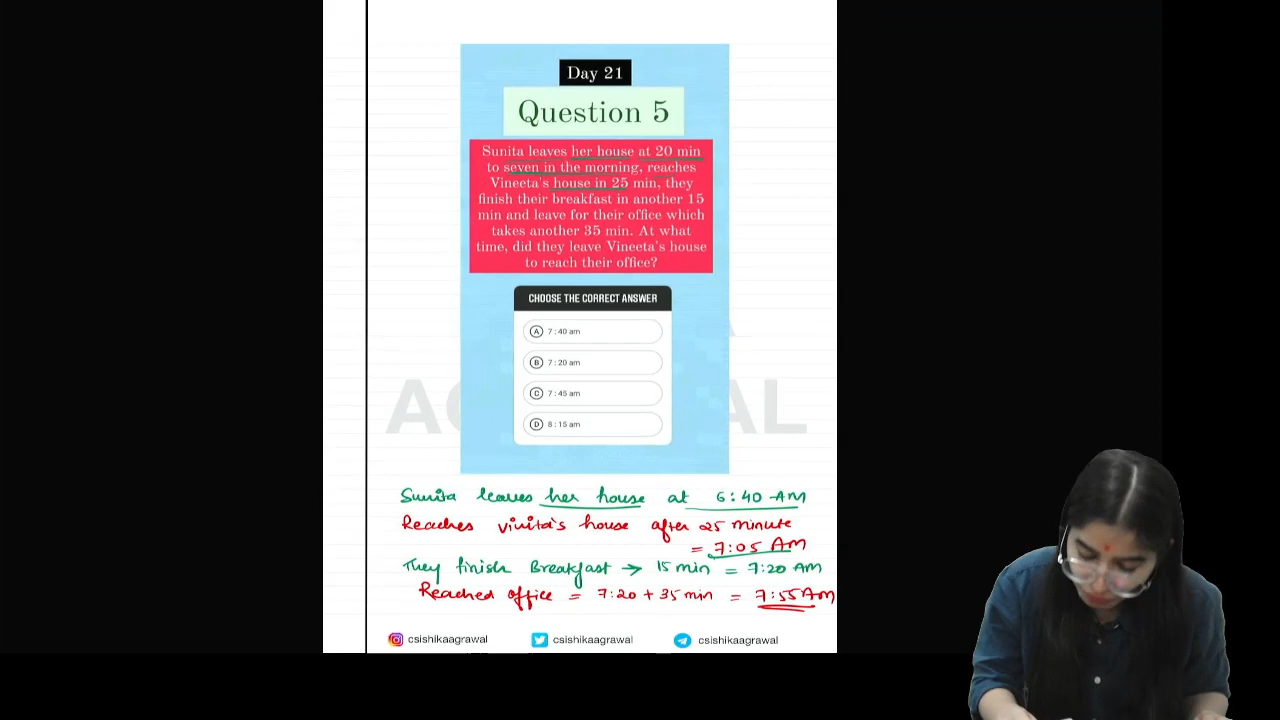 Day 21
Question 5
Sunita leaves her house at 20 min
to seven in the morning, reaches
Vineeta's house in 25 min, they
finish their breakfast in another 15
min and leave for their office which
takes another 35 min. At what
time, did they leave Vineeta's house
to reach their office?
CHOOSE THE CORRECT ANSWER
A 7 : 40 am
B 7 : 20 am
C 7 : 45 am
D 8 : 15 am
Sunita leaves her house at 6:40 AM
Reaches vinita's house after 25 minute
= 7:05 AM
They finish Breakfast → 15 min = 7:20 AM
Reached office = 7:20 + 35 min = 7:55 AM
csishikaagrawal csishikaagrawal csishikaagrawal